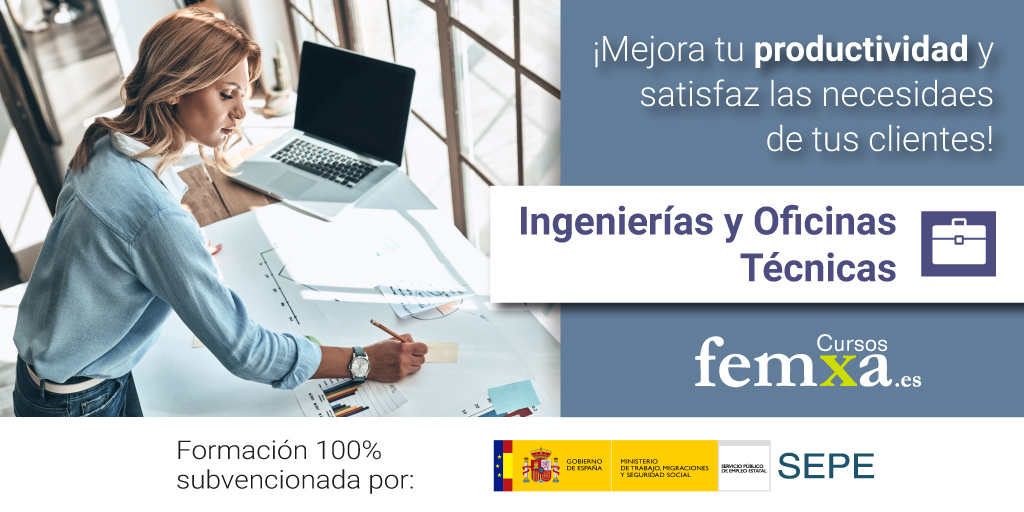 ¡Mejora tu productividad y
satisfaz las necesidaes
de tus clientes!
Ingenierías y Oficinas
Técnicas
Cursos
femxa.es
Formación 100%
subvencionada por:
GOBIERNO
DE ESPAÑA
MINISTERIO
DE TRABAJO, MIGRACIONES
Y SEGURIDAD SOCIAL
SERVICIO PÚBLICO
DE EMPLEO ESTATAL
SEPE